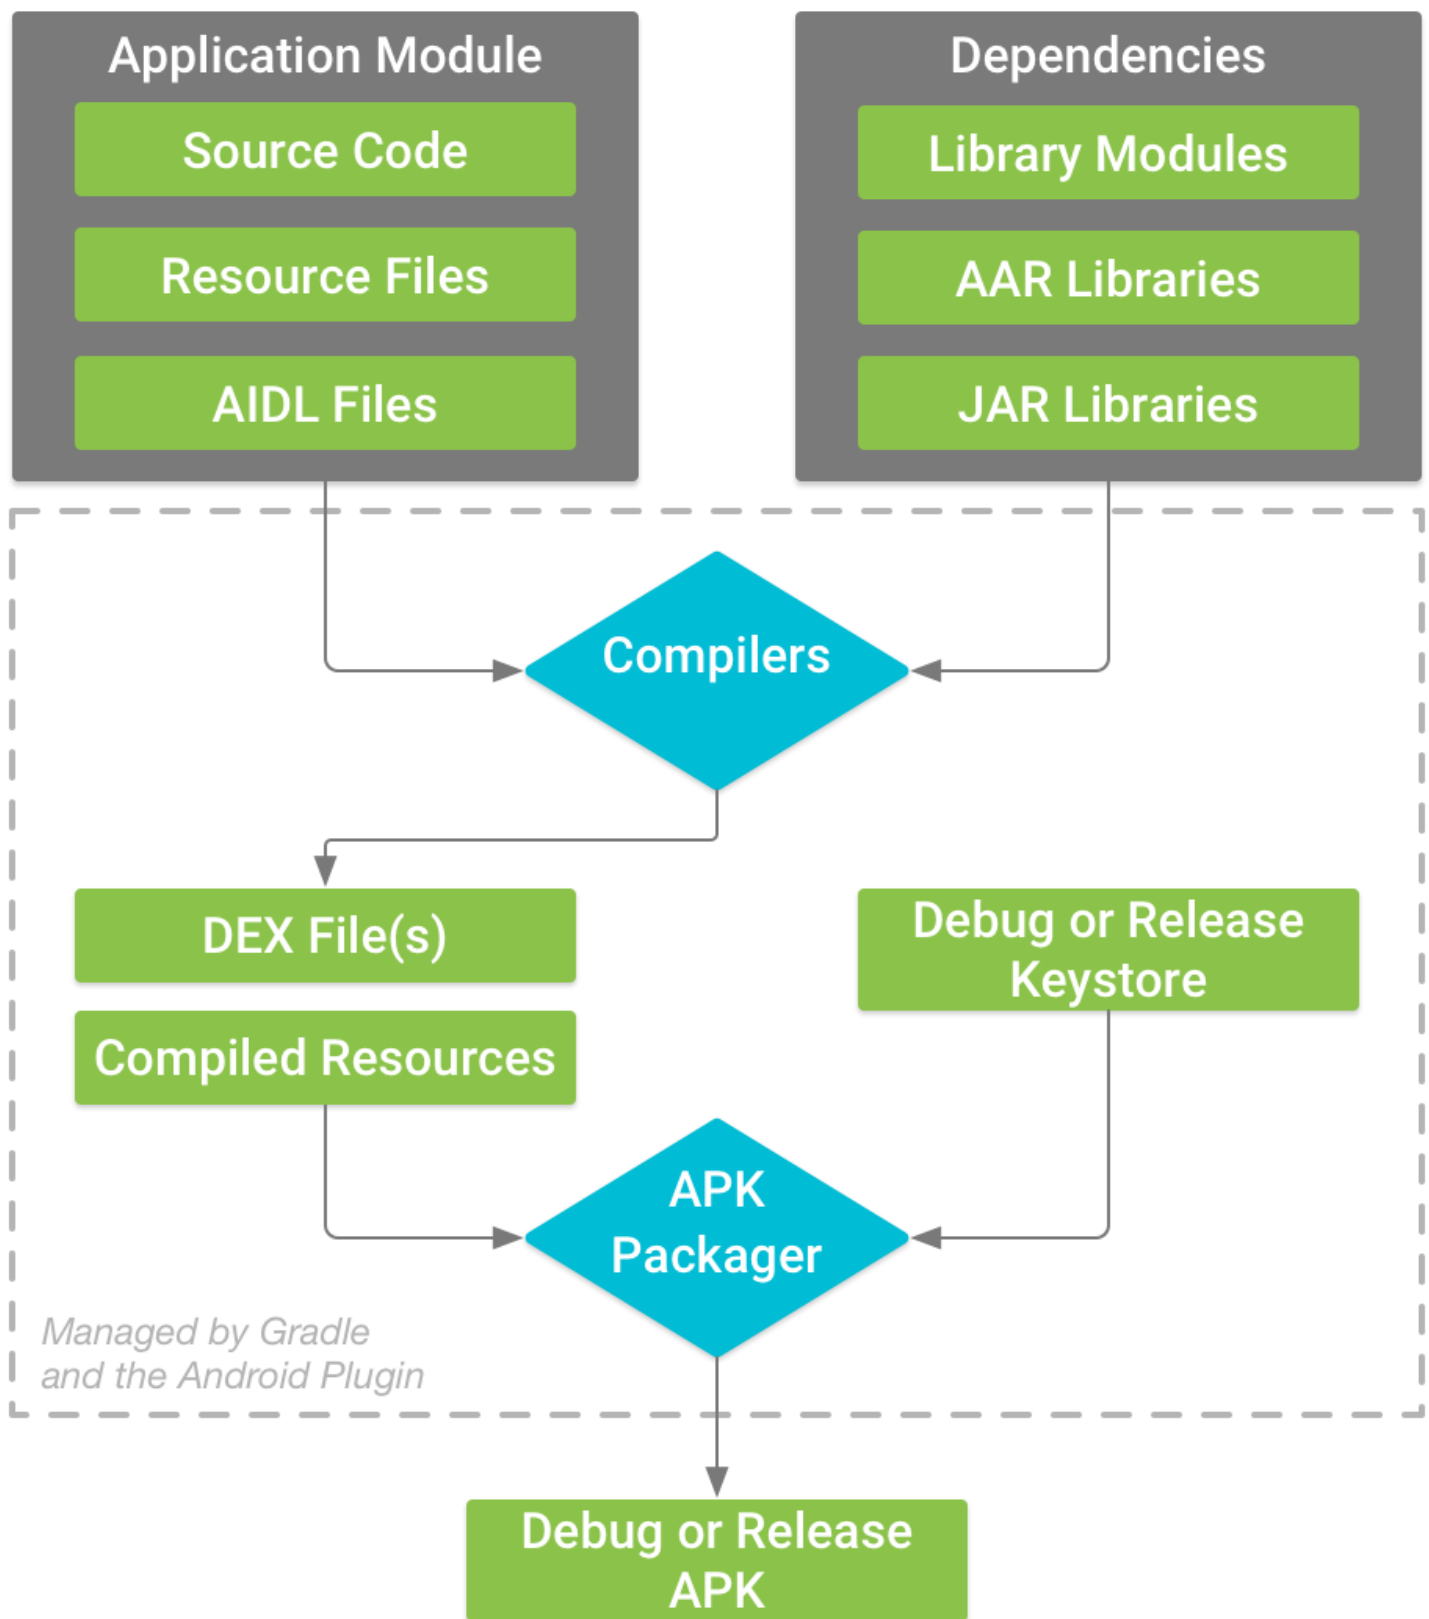 Application Module
Source Code
Resource Files
AIDL Files
Dependencies
Library Modules
AAR Libraries
JAR Libraries
Compilers
DEX File(s)
Compiled Resources
Debug or Release
Keystore
APK
Packager
Managed by Gradle
and the Android Plugin
Debug or Release
APK